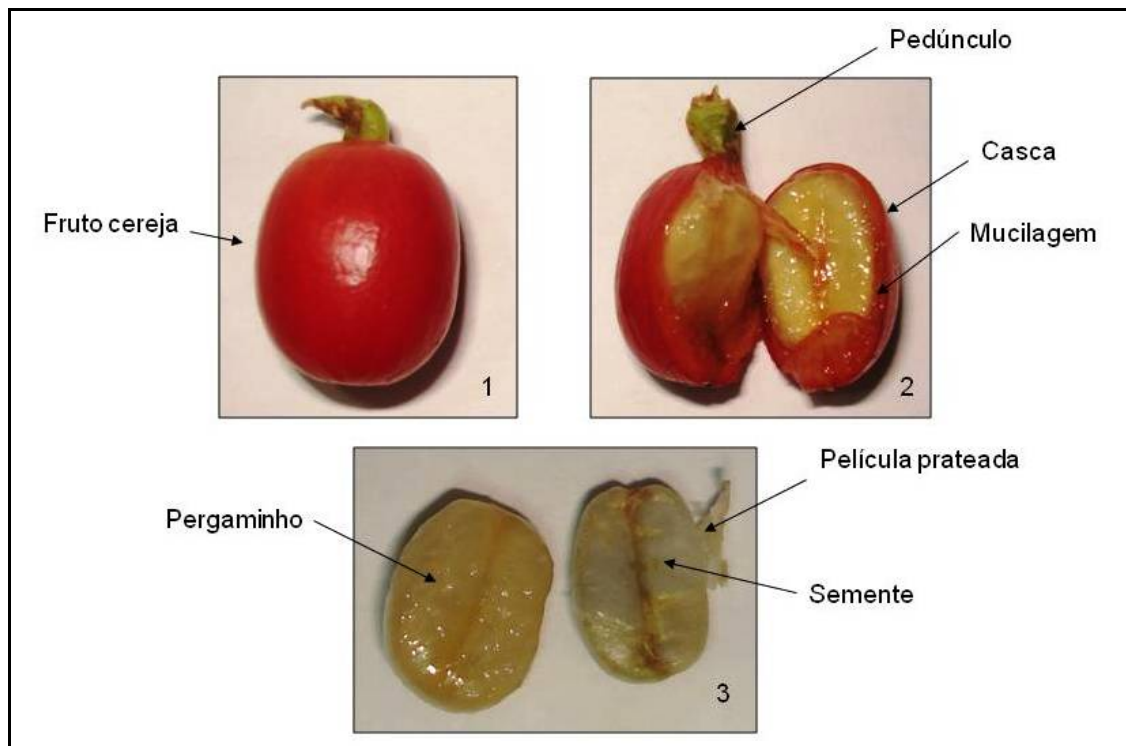 Pedúnculo
Casca
Fruto cereja
Mucilagem
1
2
Película prateada
Pergaminho
Semente
3